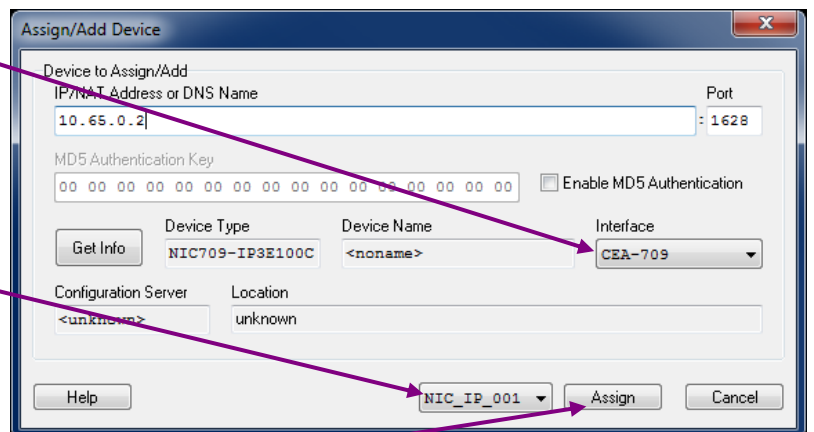 Assign/Add Device
Device to Assign/Add
IP/NAT Address or DNS Name Port
10.65.0.2 : 1628
MD5 Authentication Key
00 00 00 00 00 00 00 00 00 00 00 00 00 00 00 00 Enable MD5 Authentication
Device Type Device Name Interface
Get Info NIC709-IP3E100C <noname> CEA-709
Configuration Server Location
<unknown> unknown
Help NIC_IP_001 Assign Cancel